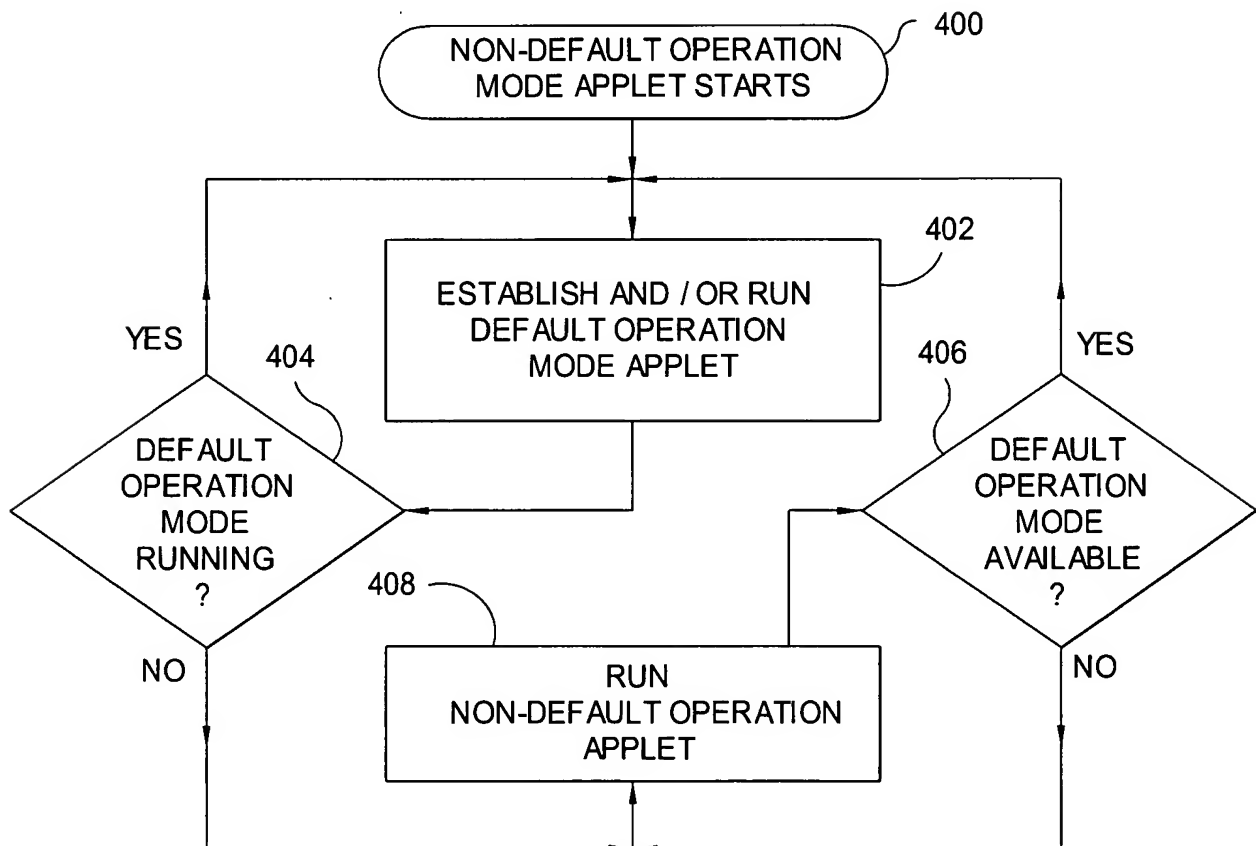 NON-DEFAULT OPERATION
MODE APPLET STARTS
400
ESTABLISH AND / OR RUN
DEFAULT OPERATION
MODE APPLET
402
YES
404
DEFAULT
OPERATION
MODE
RUNNING
?
NO
YES
406
DEFAULT
OPERATION
MODE
AVAILABLE
?
NO
408
RUN
NON-DEFAULT OPERATION
APPLET